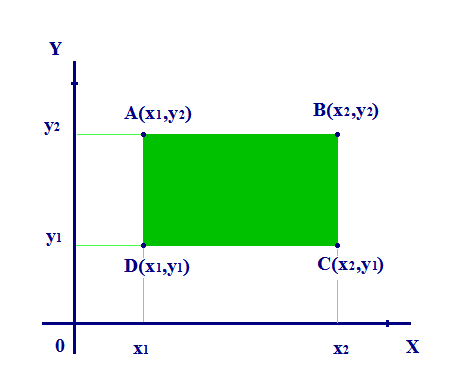 Y
A(x1,y2)
B(x2,y2)
y2
y1
D(x1,y1)
C(x2,y1)
0
x1
x2
X